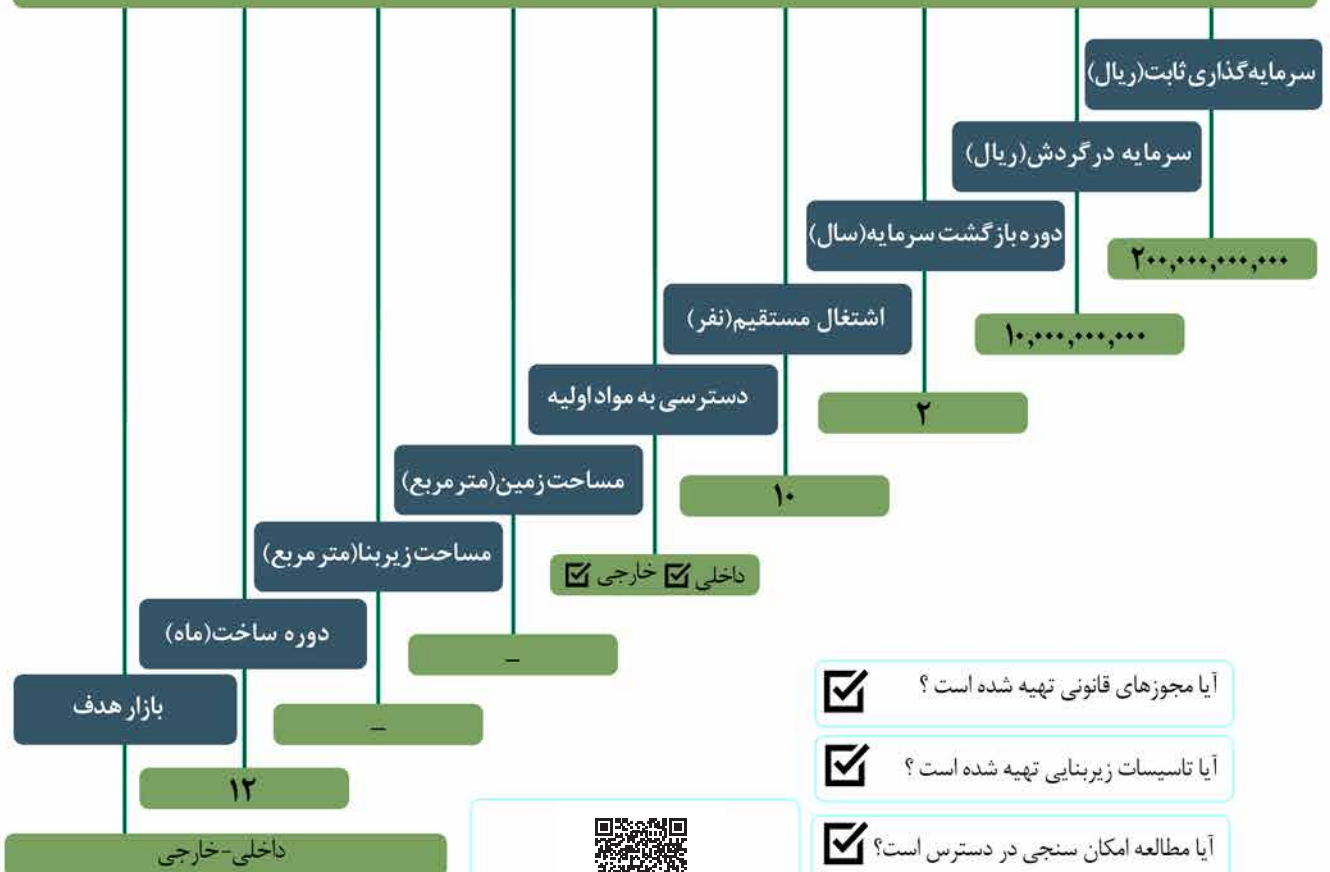 سرمایه‌گذاری ثابت(ریال)
۲۰۰,۰۰۰,۰۰۰,۰۰۰
سرمایه در گردش(ریال)
۱۰,۰۰۰,۰۰۰,۰۰۰
دوره بازگشت سرمایه(سال)
۲
اشتغال مستقیم(نفر)
۱۰
دسترسی به مواد اولیه
داخلی ☑ خارجی ☑
مساحت زمین(متر مربع)
_
مساحت زیربنا(متر مربع)
_
دوره ساخت(ماه)
۱۲
بازار هدف
داخلی-خارجی
آیا مجوزهای قانونی تهیه شده است ؟ ☑
آیا تاسیسات زیربنایی تهیه شده است ؟ ☑
آیا مطالعه امکان سنجی در دسترس است؟ ☑